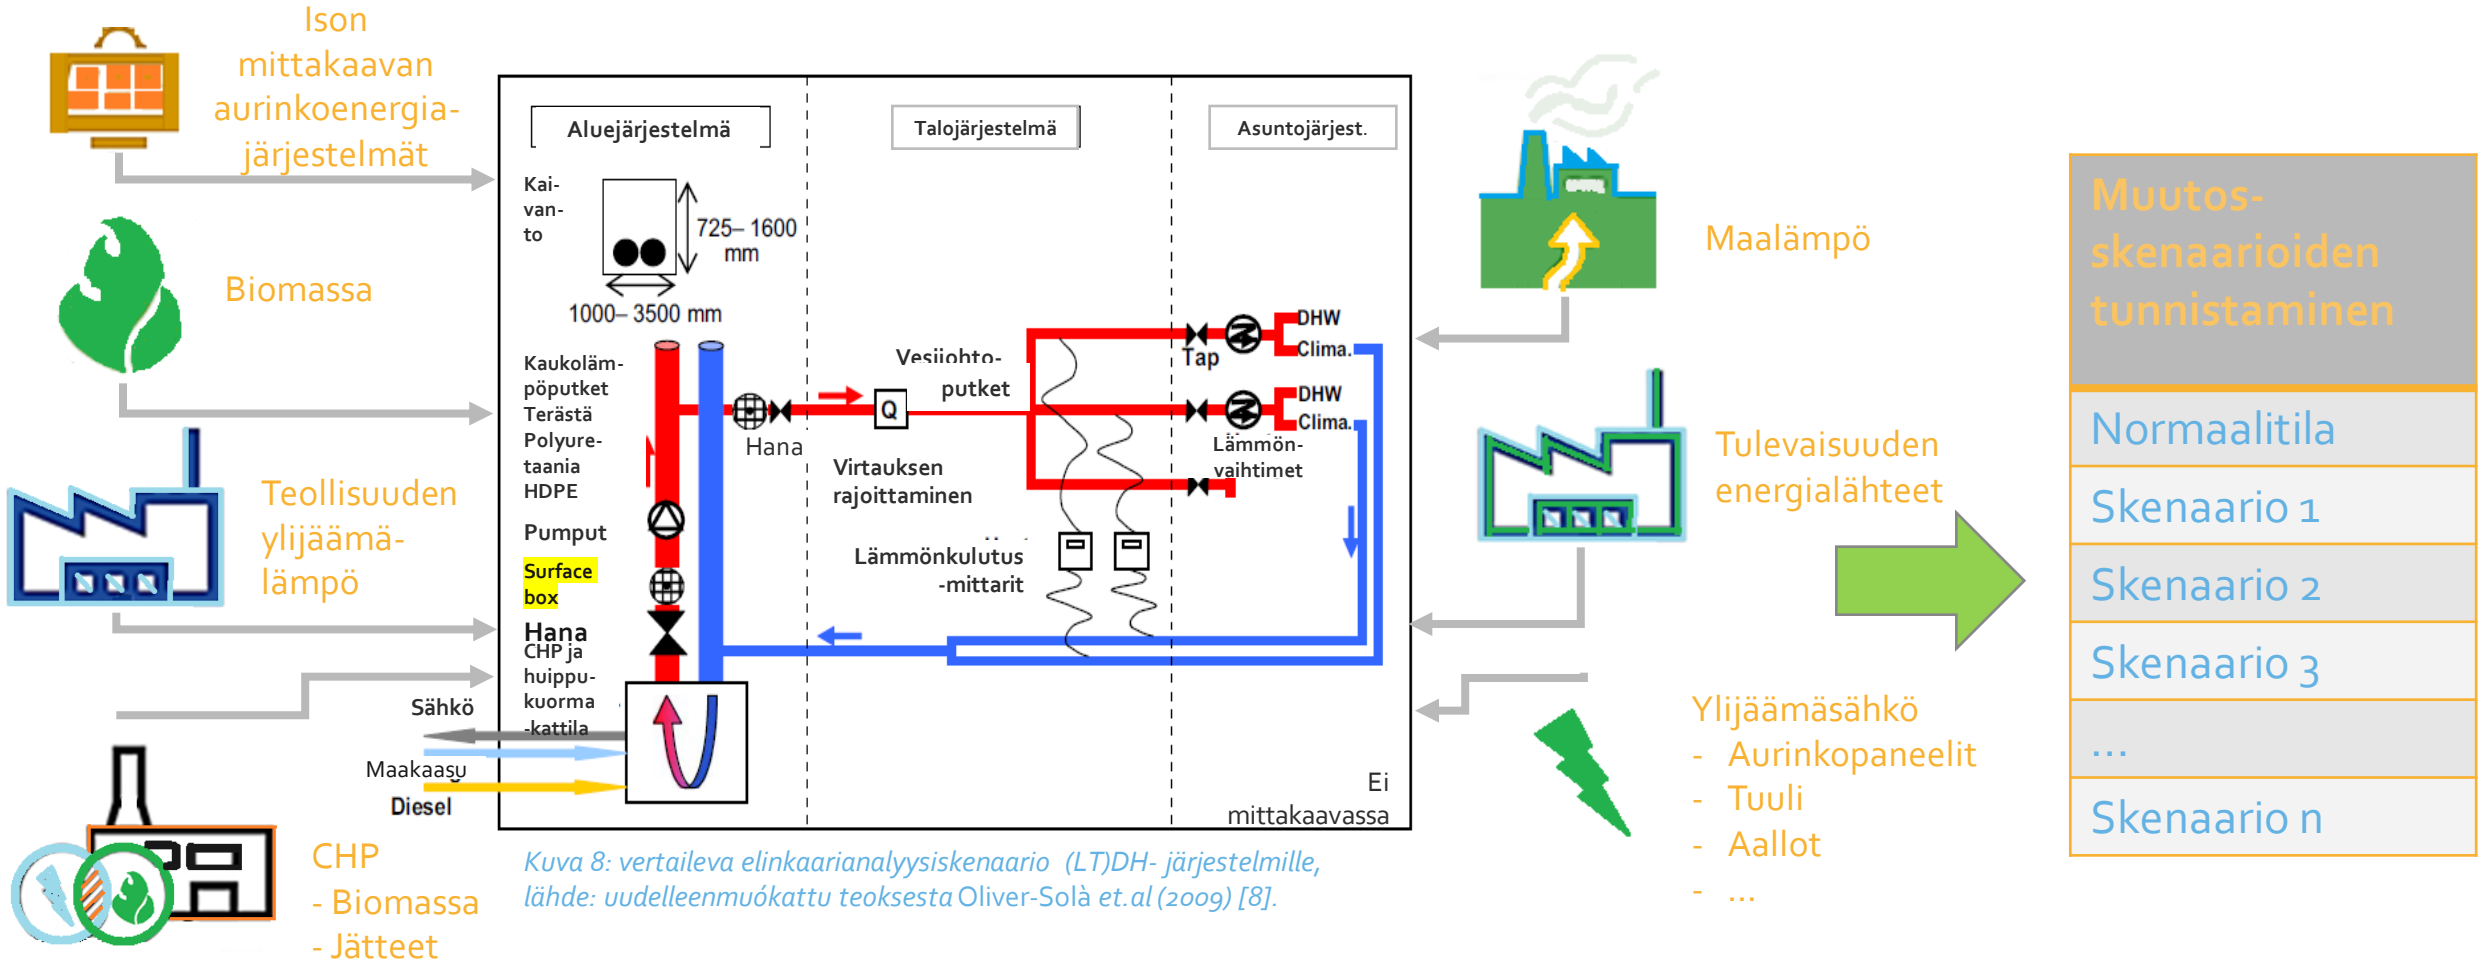 Ison
mittakaavan
aurinkoenergia-
järjestelmät
Biomassa
Teollisuuden
ylijäämä-
lämpö
CHP
- Biomassa
- Jätteet
Aluejärjestelmä
Talojärjestelmä
Asuntojärjest.
Kai-
van-
to
725– 1600
mm
1000– 3500 mm
Kaukoläm-
pöputket
Terästä
Polyure-
taania
HDPE
Pumput
Surface
box
Hana
CHP ja
huippu-
kuorma
-kattila
Sähkö
Maakaasu
Diesel
Hana
Q
Vesijohto-
putket
Virtauksen
rajoittaminen
Lämmönkulutus
-mittarit
Tap
DHW
Clima.
DHW
Clima.
Lämmön-
vaihtimet
Ei
mittakaavassa
Kuva 8: vertaileva elinkaarianalyysiskenaario (LT)DH- järjestelmille,
lähde: uudelleenmuókattu teoksesta Oliver-Solà et.al (2009) [8].
Maalämpö
Tulevaisuuden
energialähteet
Ylijäämäsähkö
- Aurinkopaneelit
- Tuuli
- Aallot
- ...
Muutos-
skenaarioiden
tunnistaminen
Normaalitila
Skenaario 1
Skenaario 2
Skenaario 3
...
Skenaario n